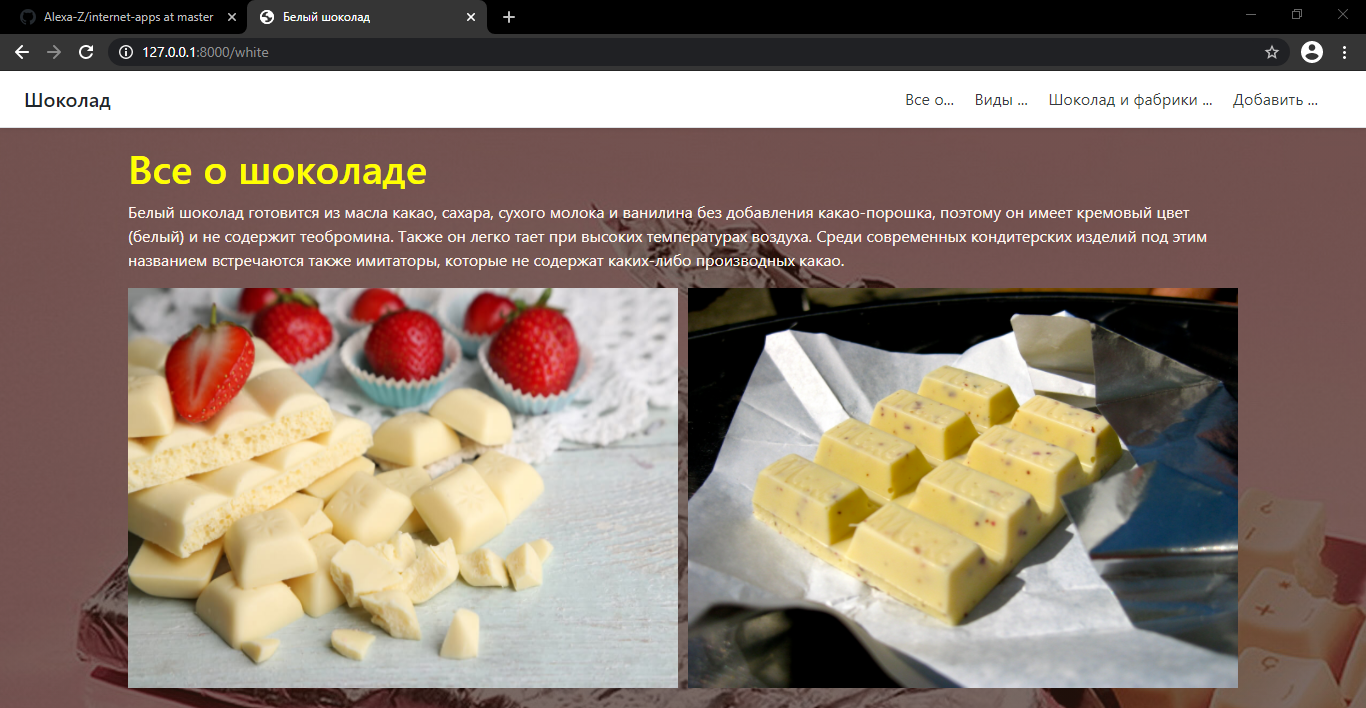 Alexa-Z/internet-apps at master
Белый шоколад
127.0.0.1:8000/white
Шоколад
Все о...
Виды ...
Шоколад и фабрики ...
Добавить ...
Все о шоколаде
Белый шоколад готовится из масла какао, сахара, сухого молока и ванилина без добавления какао-порошка, поэтому он имеет кремовый цвет
(белый) и не содержит теобромина. Также он легко тает при высоких температурах воздуха. Среди современных кондитерских изделий под этим
названием встречаются также имитаторы, которые не содержат каких-либо производных какао.